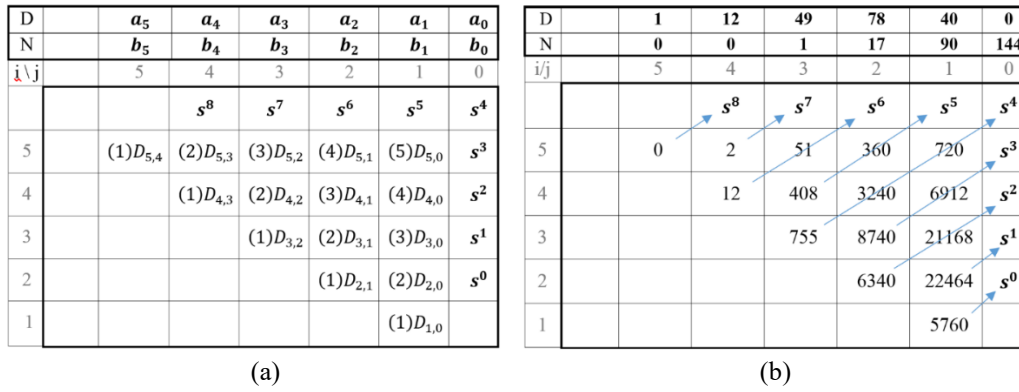 D a₅ a₄ a₃ a₂ a₁ a₀
N b₅ b₄ b₃ b₂ b₁ b₀
i \ j 5 4 3 2 1 0
s⁸ s⁷ s⁶ s⁵ s⁴
5 (1)D₅,₄ (2)D₅,₃ (3)D₅,₂ (4)D₅,₁ (5)D₅,₀ s³
4 (1)D₄,₃ (2)D₄,₂ (3)D₄,₁ (4)D₄,₀ s²
3 (1)D₃,₂ (2)D₃,₁ (3)D₃,₀ s¹
2 (1)D₂,₁ (2)D₂,₀ s⁰
1 (1)D₁,₀
(a)
D 1 12 49 78 40 0
N 0 0 1 17 90 144
i/j 5 4 3 2 1 0
s⁸ s⁷ s⁶ s⁵ s⁴
5 0 2 51 360 720 s³
4 12 408 3240 6912 s²
3 755 8740 21168 s¹
2 6340 22464 s⁰
1 5760
(b)